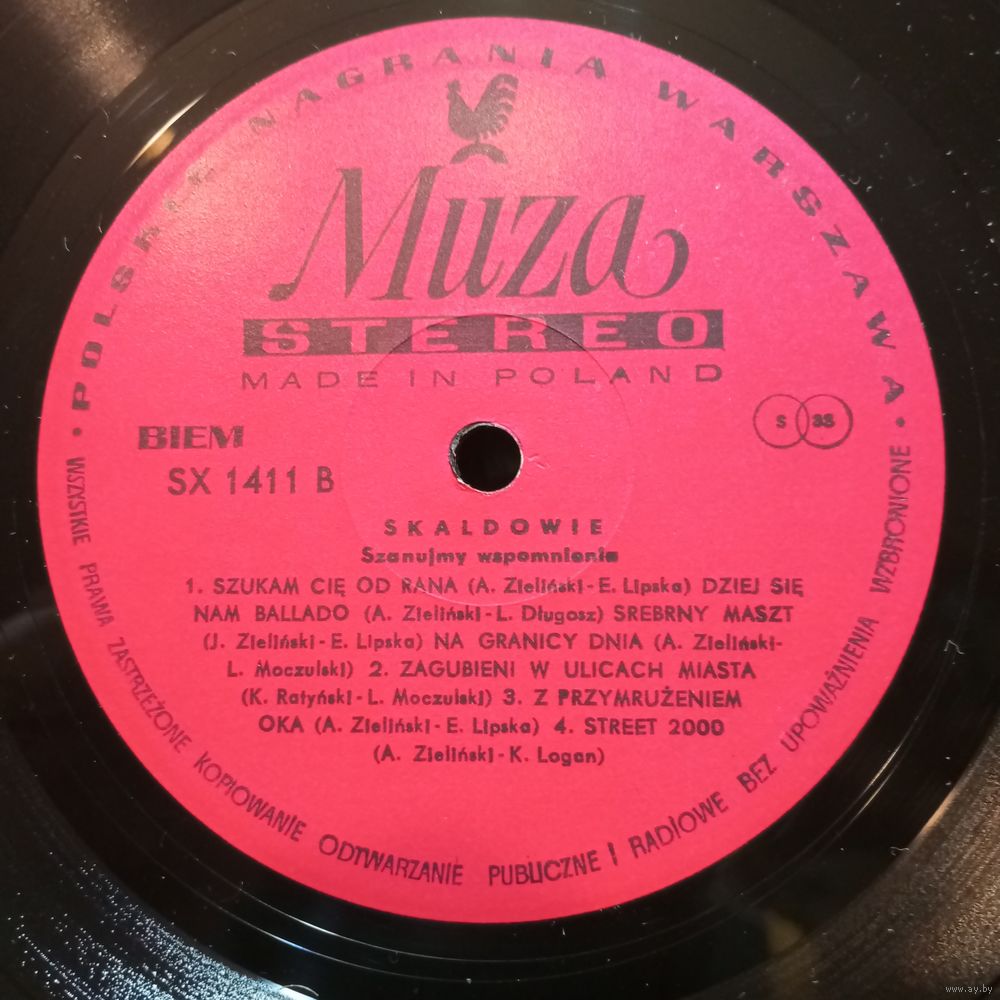 • POLSKIE NAGRANIA WARSZAWA •
Muza
STEREO
MADE IN POLAND
BIEM
S 33
SX 1411 B
SKALDOWIE
Szanujmy wspomnienia
1. SZUKAM CIĘ OD RANA (A. Zieliński-E. Lipska) DZIEJ SIĘ
NAM BALLADO (A. Zieliński-L. Długosz) SREBRNY MASZT
(J. Zieliński-E. Lipska) NA GRANICY DNIA (A. Zieliński-
L. Moczulski) 2. ZAGUBIENI W ULICACH MIASTA
(K. Ratyński-L. Moczulski) 3. Z PRZYMRUŻENIEM
OKA (A. Zieliński-E. Lipska) 4. STREET 2000
(A. Zieliński-K. Logan)
WSZYSTKIE PRAWA ZASTRZEŻONE KOPIOWANIE ODTWARZANIE PUBLICZNE I RADIOWE BEZ UPOWAŻNIENIA WZBRONIONE
www.ay.by